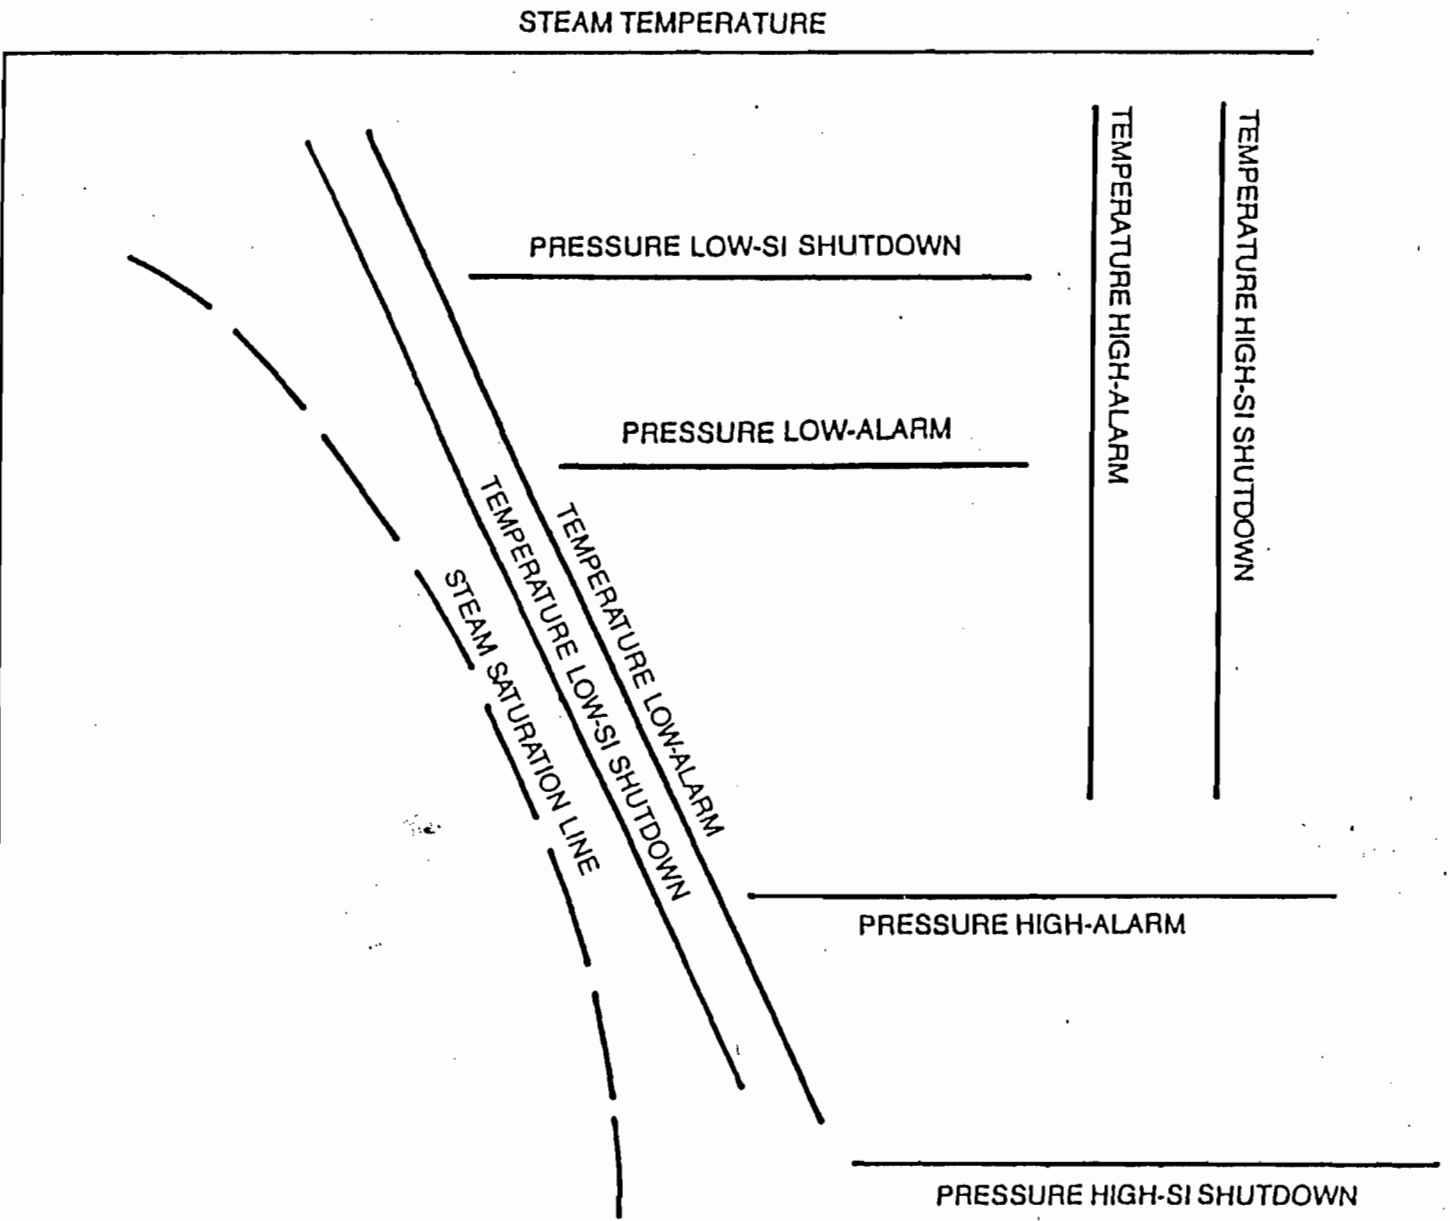 STEAM TEMPERATURE
TEMPERATURE HIGH-ALARM
TEMPERATURE HIGH-SI SHUTDOWN
PRESSURE LOW-SI SHUTDOWN
PRESSURE LOW-ALARM
TEMPERATURE LOW-SI SHUTDOWN
TEMPERATURE LOW-ALARM
STEAM SATURATION LINE
PRESSURE HIGH-ALARM
PRESSURE HIGH-SI SHUTDOWN